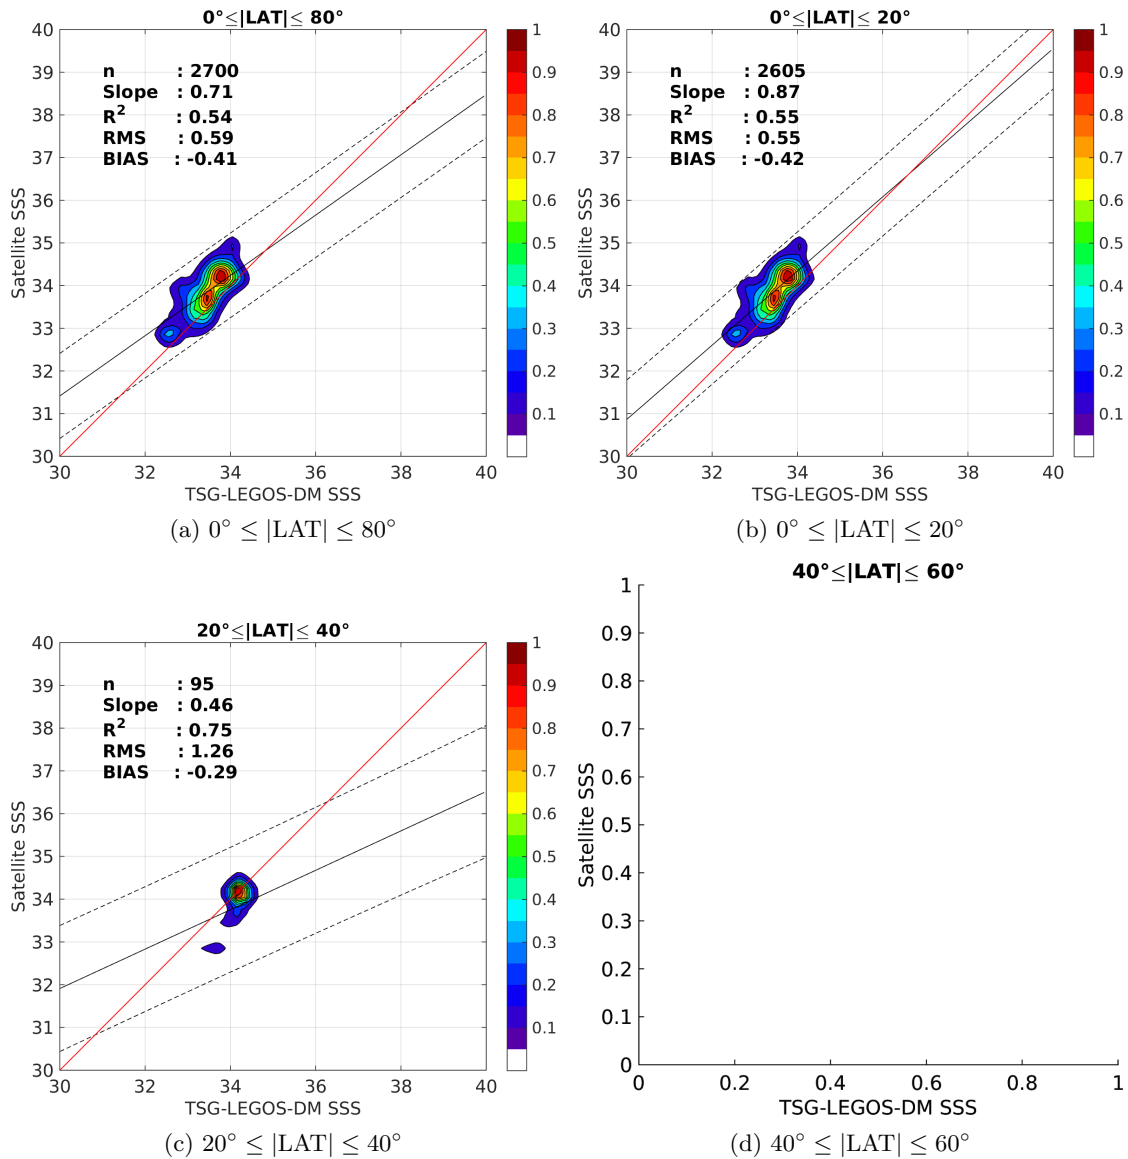 0°≤|LAT|≤ 80°
n : 2700
Slope : 0.71
R² : 0.54
RMS : 0.59
BIAS : -0.41
40
39
38
37
36
35
34
33
32
31
30
Satellite SSS
30 32 34 36 38 40
TSG-LEGOS-DM SSS
1
0.9
0.8
0.7
0.6
0.5
0.4
0.3
0.2
0.1
(a) 0° ≤ |LAT| ≤ 80°
0°≤|LAT|≤ 20°
n : 2605
Slope : 0.87
R² : 0.55
RMS : 0.55
BIAS : -0.42
40
39
38
37
36
35
34
33
32
31
30
Satellite SSS
30 32 34 36 38 40
TSG-LEGOS-DM SSS
1
0.9
0.8
0.7
0.6
0.5
0.4
0.3
0.2
0.1
(b) 0° ≤ |LAT| ≤ 20°
20°≤|LAT|≤ 40°
n : 95
Slope : 0.46
R² : 0.75
RMS : 1.26
BIAS : -0.29
40
39
38
37
36
35
34
33
32
31
30
Satellite SSS
30 32 34 36 38 40
TSG-LEGOS-DM SSS
1
0.9
0.8
0.7
0.6
0.5
0.4
0.3
0.2
0.1
(c) 20° ≤ |LAT| ≤ 40°
40°≤|LAT|≤ 60°
1
0.9
0.8
0.7
0.6
0.5
0.4
0.3
0.2
0.1
0
Satellite SSS
0 0.2 0.4 0.6 0.8 1
TSG-LEGOS-DM SSS
(d) 40° ≤ |LAT| ≤ 60°